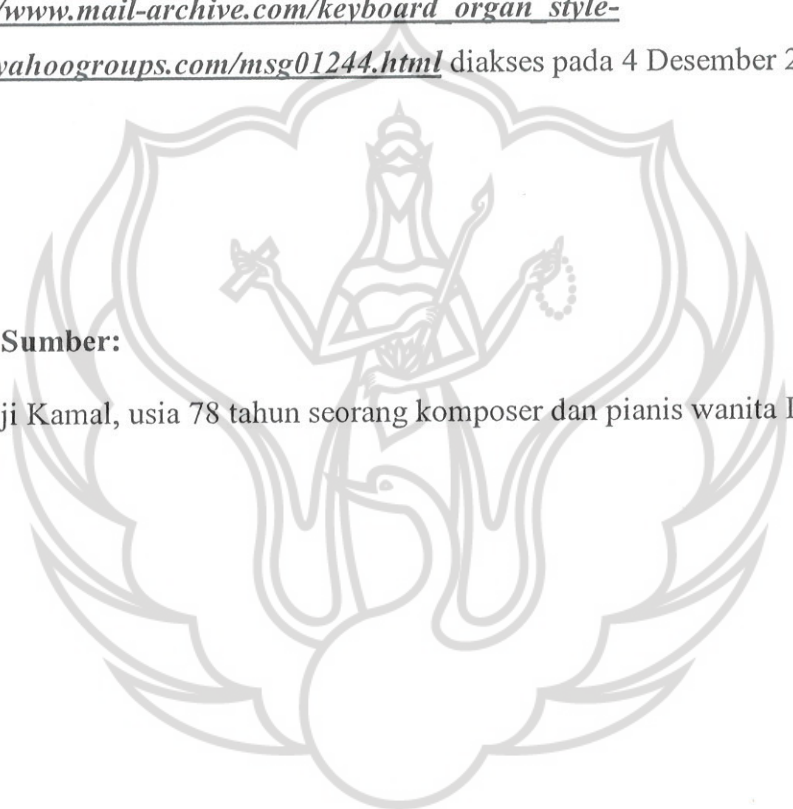 /www.mail-archive.com/keyboard_organ_style-
yahoogroups.com/msg01244.html diakses pada 4 Desember 2
Sumber:
ji Kamal, usia 78 tahun seorang komposer dan pianis wanita I